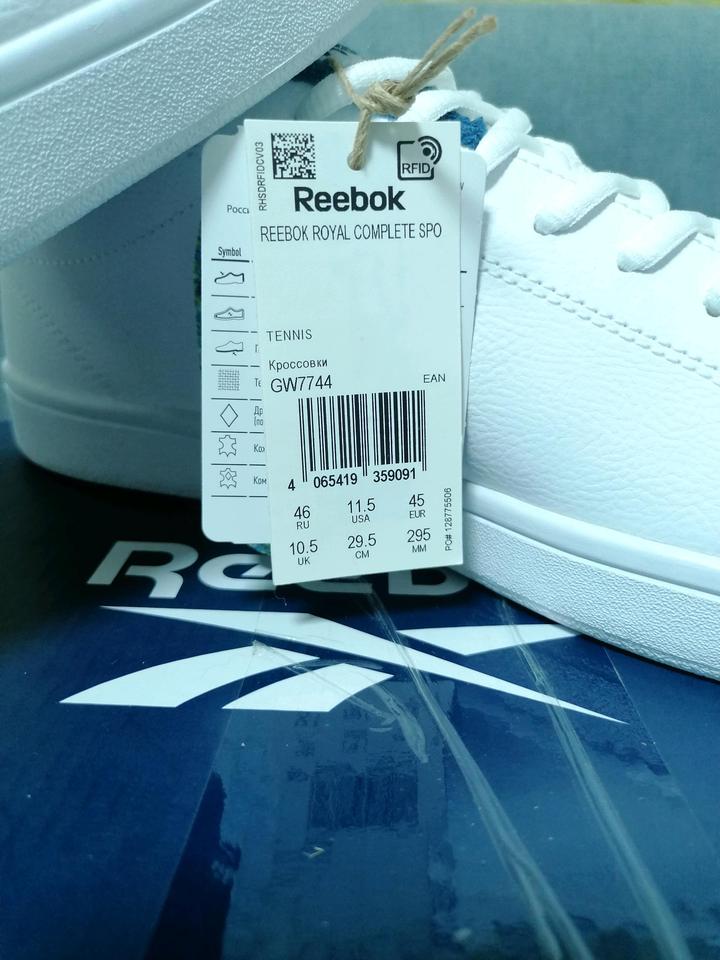 RHSDRFIDCV03
RFID
Reebok
REEBOK ROYAL COMPLETE SPO
TENNIS
Кроссовки
GW7744
EAN
4 065419 359091
46 11.5 45
RU USA EUR
10.5 29.5 295
UK CM MM
PO# 128775506
Symbol